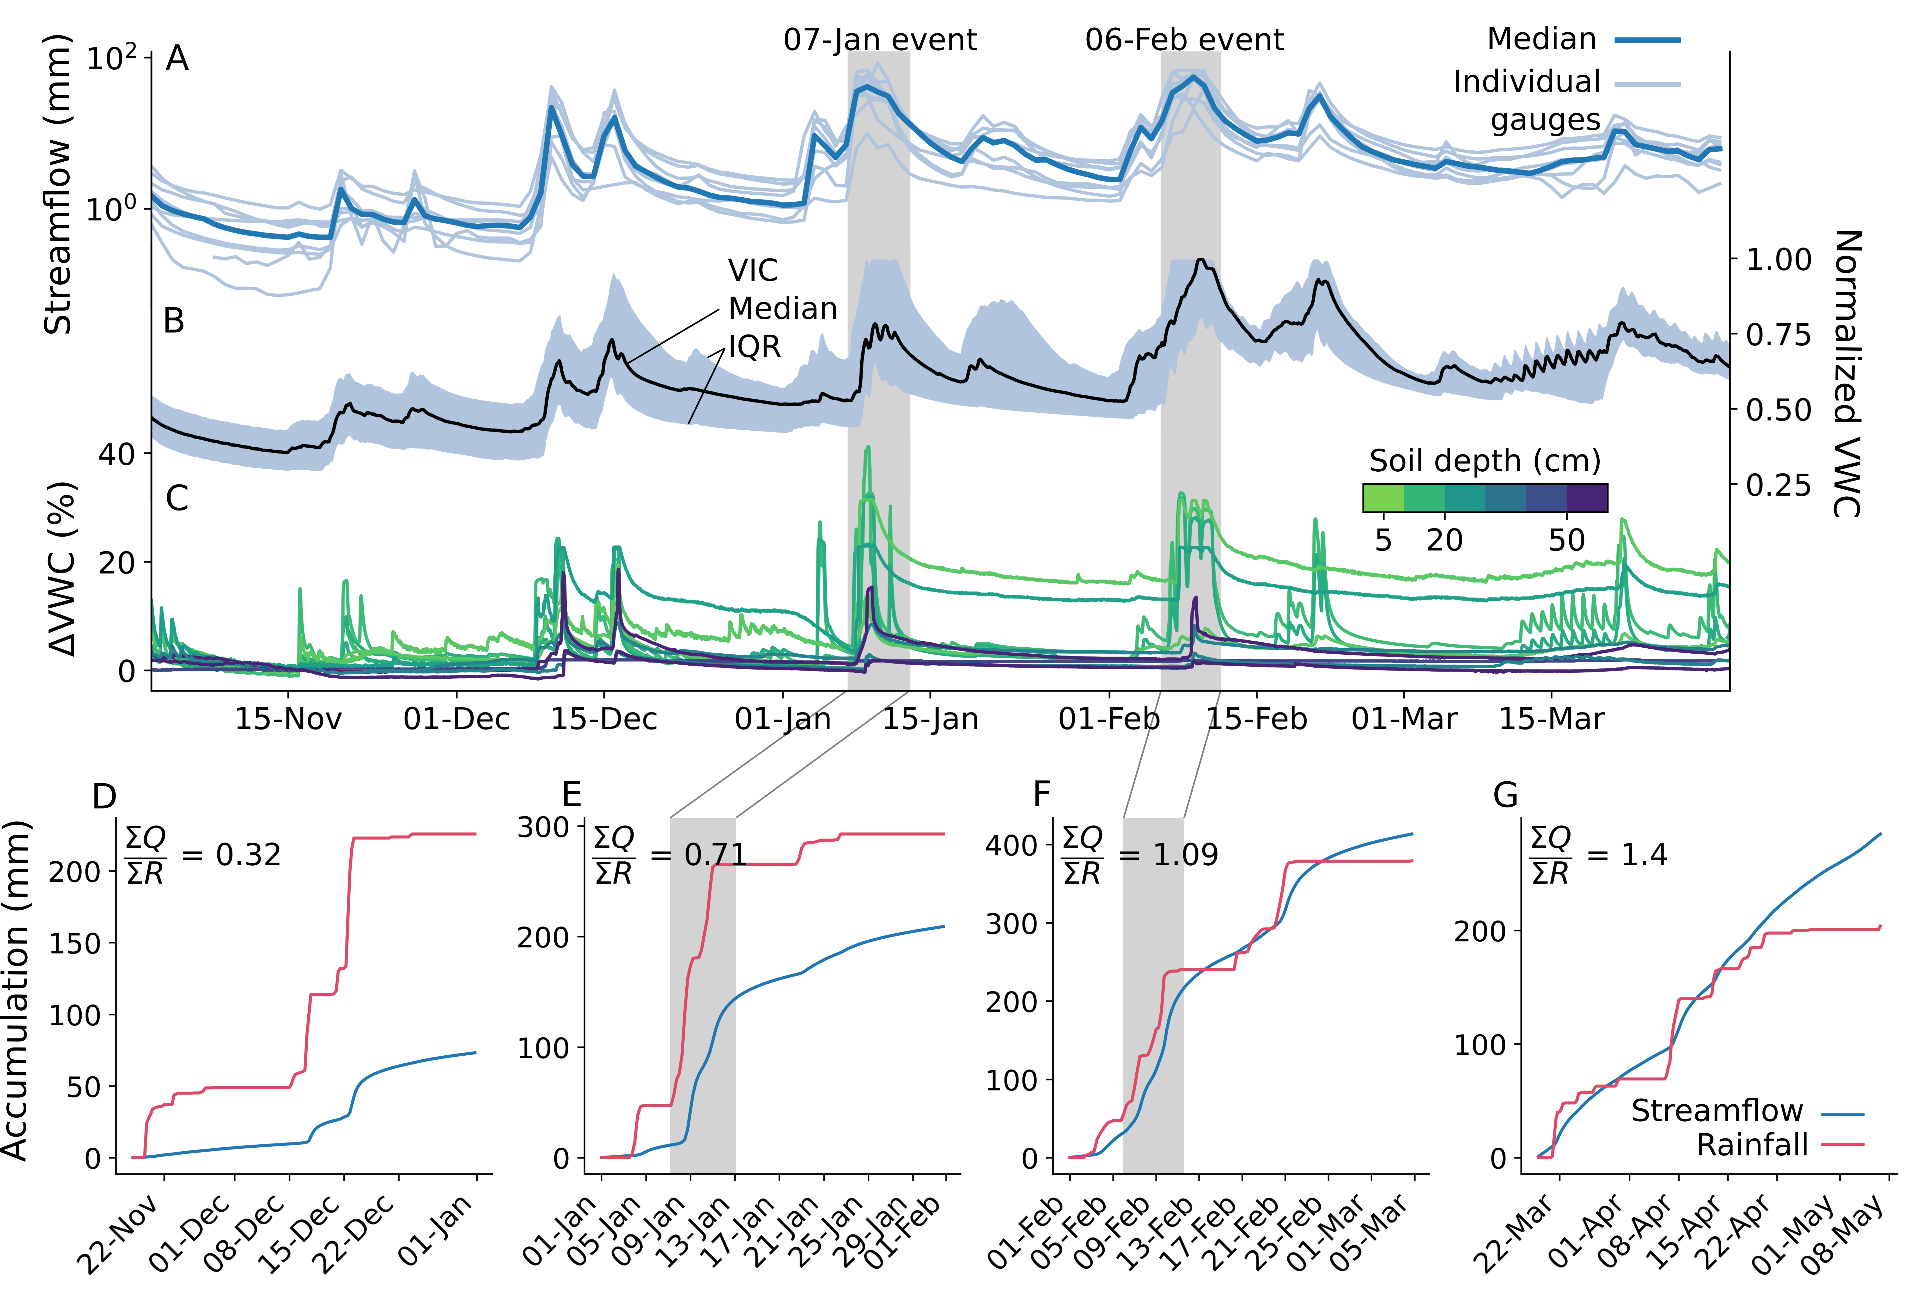 07-Jan event
06-Feb event
Median
Individual
gauges
A
Streamflow (mm)
10²
10⁰
B
VIC
Median
IQR
Normalized VWC
1.00
0.75
0.50
0.25
C
ΔVWC (%)
40
20
0
Soil depth (cm)
5 20 50
15-Nov 01-Dec 15-Dec 01-Jan 15-Jan 01-Feb 15-Feb 01-Mar 15-Mar
D
ΣQ/ΣR = 0.32
Accumulation (mm)
200
150
100
50
0
22-Nov 01-Dec 08-Dec 15-Dec 22-Dec 01-Jan
E
ΣQ/ΣR = 0.71
300
200
100
0
01-Jan 05-Jan 09-Jan 13-Jan 17-Jan 21-Jan 25-Jan 29-Jan 01-Feb
F
ΣQ/ΣR = 1.09
400
300
200
100
0
01-Feb 05-Feb 09-Feb 13-Feb 17-Feb 21-Feb 25-Feb 01-Mar 05-Mar
G
ΣQ/ΣR = 1.4
200
100
0
Streamflow
Rainfall
22-Mar 01-Apr 08-Apr 15-Apr 22-Apr 01-May 08-May